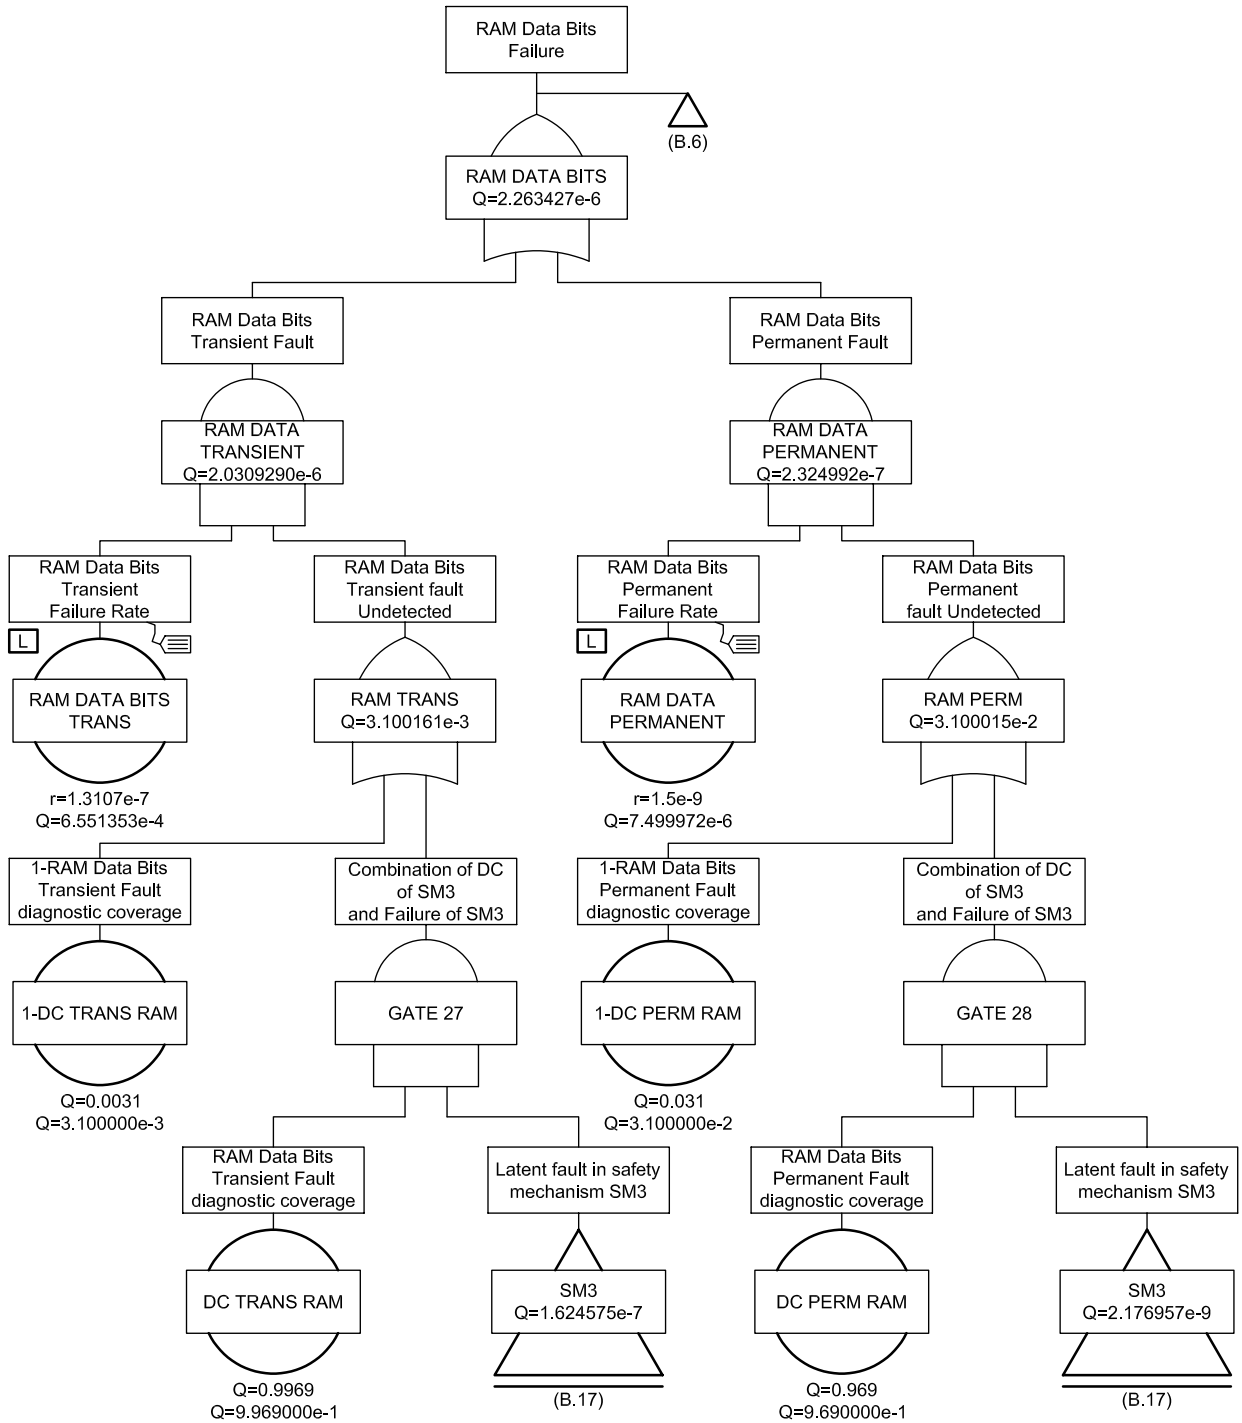 RAM Data Bits
Failure
(B.6)
RAM DATA BITS
Q=2.263427e-6
RAM Data Bits
Transient Fault
RAM Data Bits
Permanent Fault
RAM DATA
TRANSIENT
Q=2.0309290e-6
RAM DATA
PERMANENT
Q=2.324992e-7
RAM Data Bits
Transient
Failure Rate
RAM Data Bits
Transient fault
Undetected
RAM Data Bits
Permanent
Failure Rate
RAM Data Bits
Permanent
fault Undetected
L
L
RAM DATA BITS
TRANS
RAM TRANS
Q=3.100161e-3
RAM DATA
PERMANENT
RAM PERM
Q=3.100015e-2
r=1.3107e-7
Q=6.551353e-4
r=1.5e-9
Q=7.499972e-6
1-RAM Data Bits
Transient Fault
diagnostic coverage
Combination of DC
of SM3
and Failure of SM3
1-RAM Data Bits
Permanent Fault
diagnostic coverage
Combination of DC
of SM3
and Failure of SM3
1-DC TRANS RAM
GATE 27
1-DC PERM RAM
GATE 28
Q=0.0031
Q=3.100000e-3
Q=0.031
Q=3.100000e-2
RAM Data Bits
Transient Fault
diagnostic coverage
Latent fault in safety
mechanism SM3
RAM Data Bits
Permanent Fault
diagnostic coverage
Latent fault in safety
mechanism SM3
DC TRANS RAM
SM3
Q=1.624575e-7
DC PERM RAM
SM3
Q=2.176957e-9
Q=0.9969
Q=9.969000e-1
(B.17)
Q=0.969
Q=9.690000e-1
(B.17)